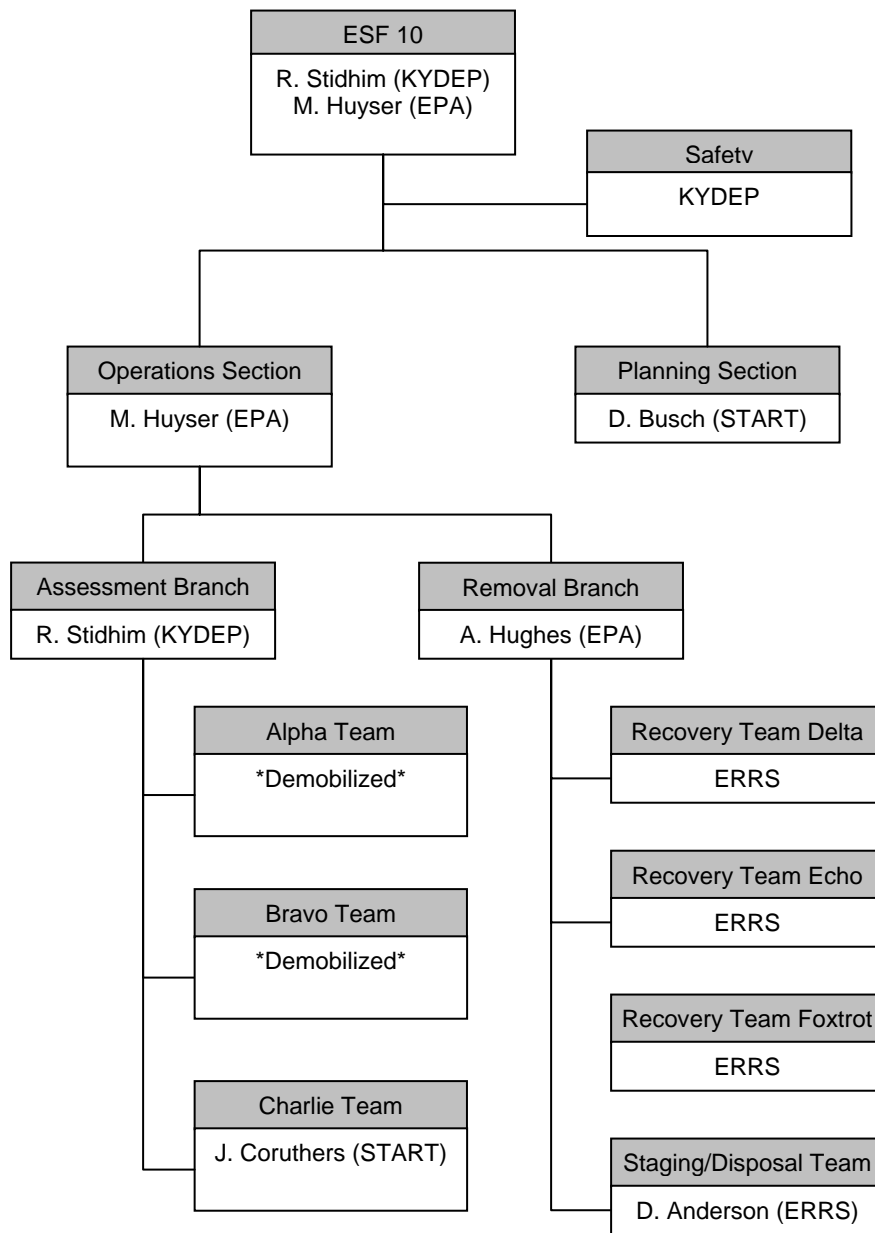 ESF 10
R. Stidhim (KYDEP)
M. Huyser (EPA)
Safetv
KYDEP
Operations Section
M. Huyser (EPA)
Planning Section
D. Busch (START)
Assessment Branch
R. Stidhim (KYDEP)
Removal Branch
A. Hughes (EPA)
Alpha Team
*Demobilized*
Bravo Team
*Demobilized*
Charlie Team
J. Coruthers (START)
Recovery Team Delta
ERRS
Recovery Team Echo
ERRS
Recovery Team Foxtrot
ERRS
Staging/Disposal Team
D. Anderson (ERRS)